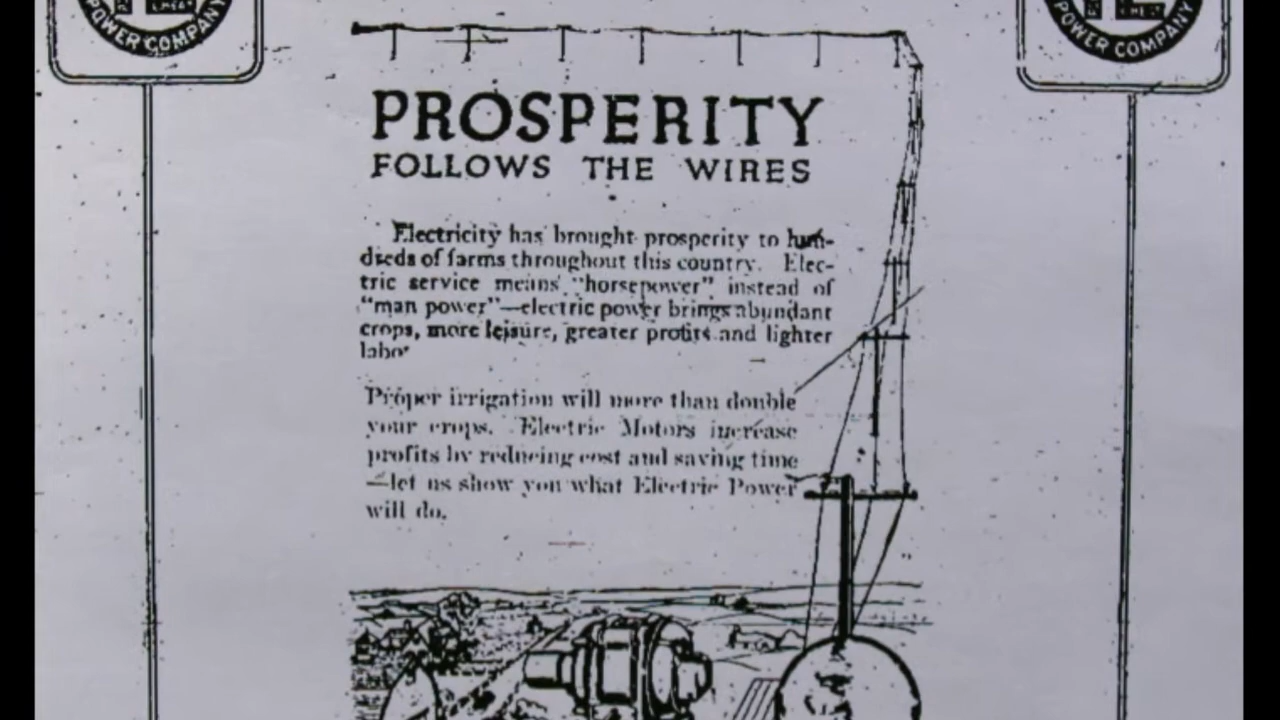 POWER COMPANY
POWER COMPANY
PROSPERITY
FOLLOWS THE WIRES
Electricity has brought prosperity to hun-
dreds of farms throughout this country. Elec-
tric service means "horsepower" instead of
"man power"—electric power brings abundant
crops, more leisure, greater profits and lighter
labor
Proper irrigation will more than double
your crops. Electric Motors increase
profits by reducing cost and saving time
—let us show you what Electric Power
will do.